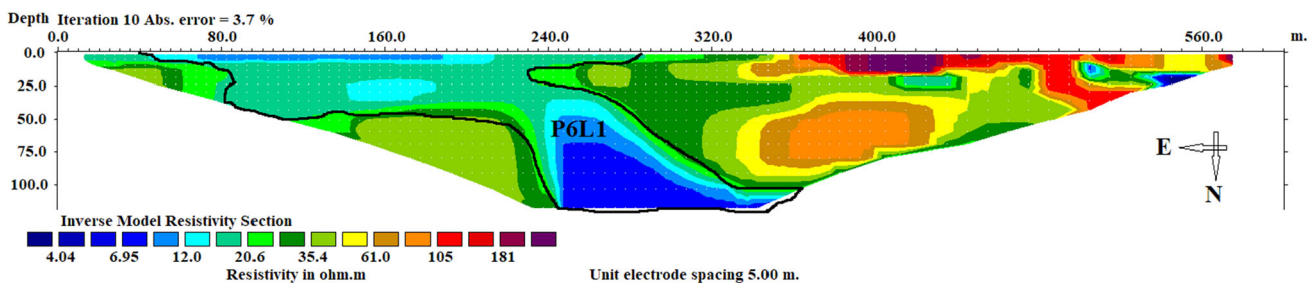 Depth Iteration 10 Abs. error = 3.7 %
0.0 80.0 160.0 240.0 320.0 400.0 560.0 m.
0.0
25.0
50.0
75.0
100.0
P6L1
E
N
Inverse Model Resistivity Section
4.04 6.95 12.0 20.6 35.4 61.0 105 181
Resistivity in ohm.m Unit electrode spacing 5.00 m.